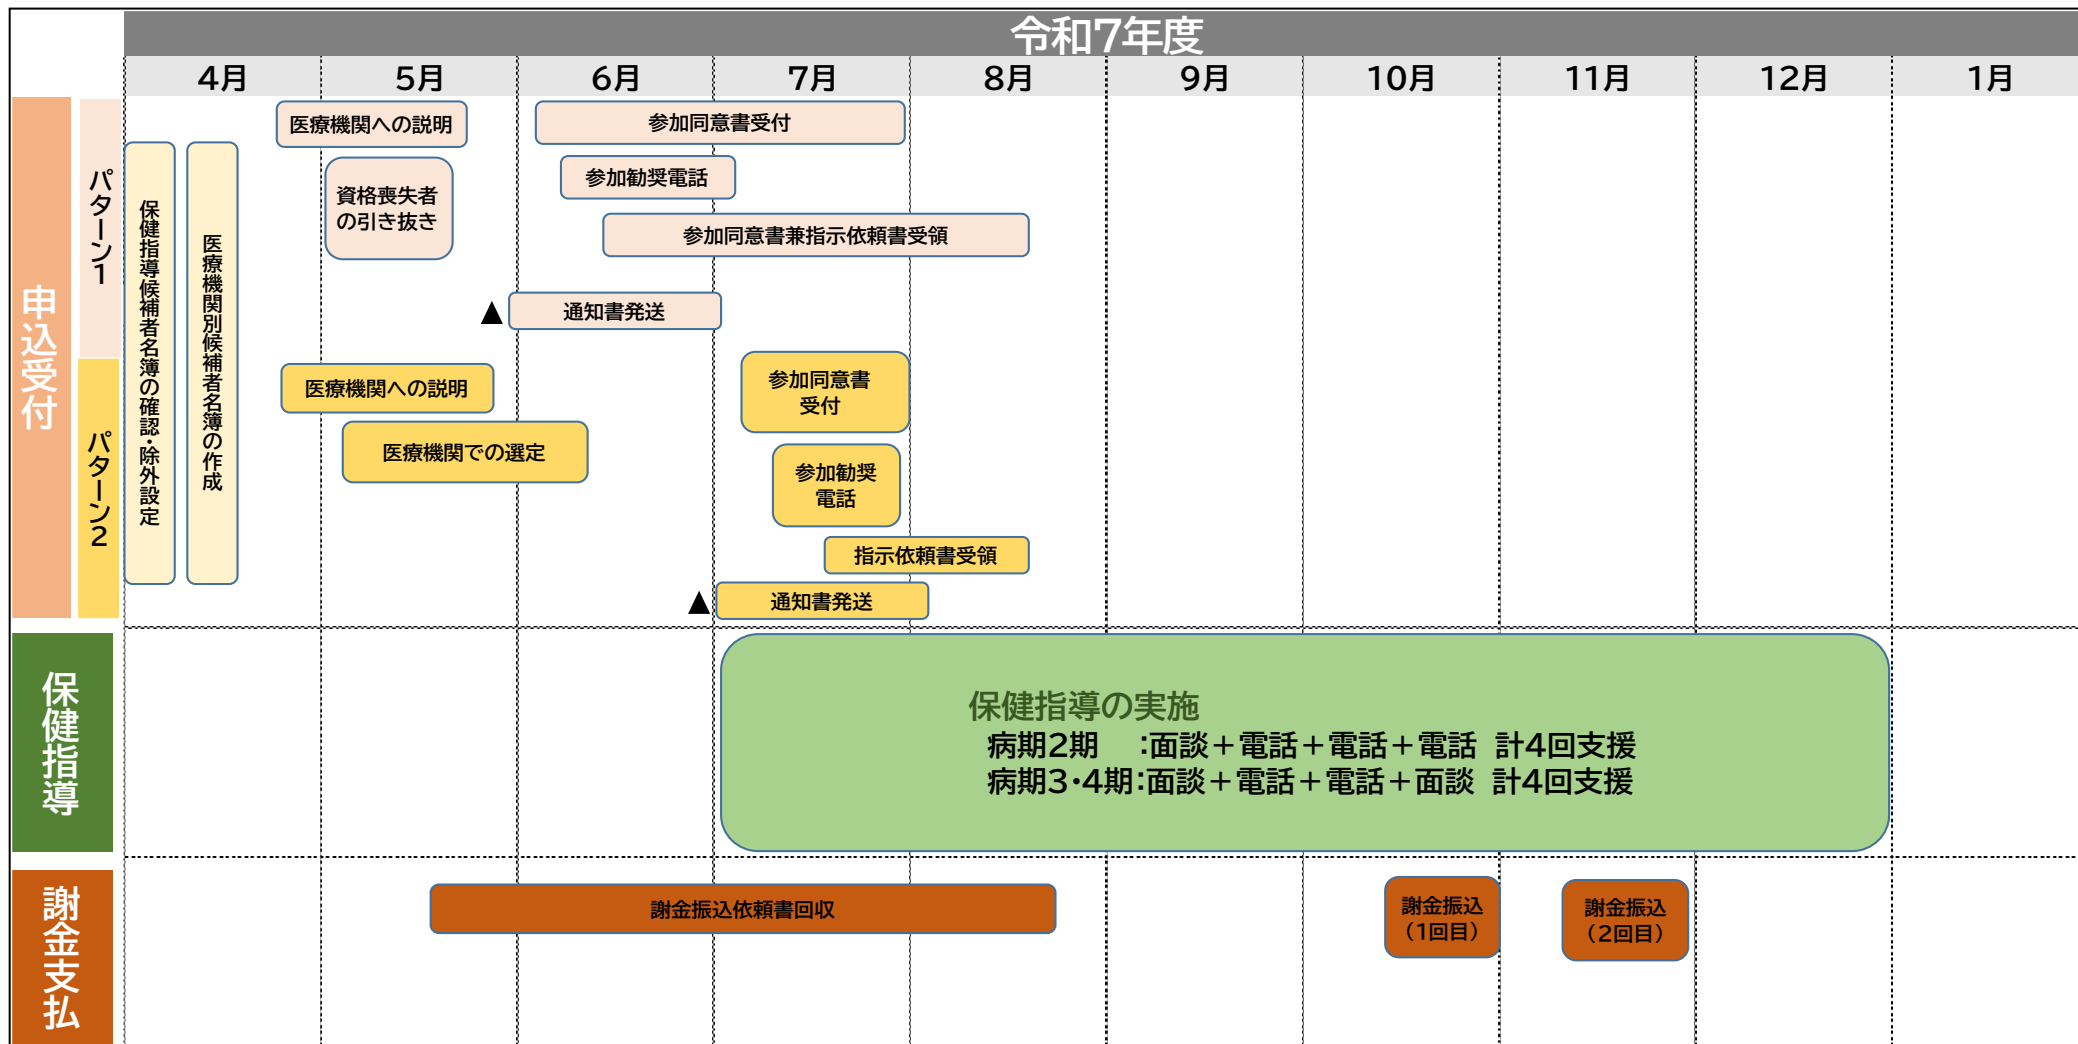 令和7年度
4月
5月
6月
7月
8月
9月
10月
11月
12月
1月
申込受付
パターン1
パターン2
保健指導候補者名簿の確認・除外設定
医療機関別候補者名簿の作成
医療機関への説明
資格喪失者
の引き抜き
参加同意書受付
参加勧奨電話
参加同意書兼指示依頼書受領
▲
通知書発送
医療機関への説明
医療機関での選定
参加同意書
受付
参加勧奨
電話
指示依頼書受領
▲
通知書発送
保健指導
保健指導の実施
病期2期　：面談＋電話＋電話＋電話　計4回支援
病期3・4期：面談＋電話＋電話＋面談　計4回支援
謝金支払
謝金振込依頼書回収
謝金振込
（1回目）
謝金振込
（2回目）